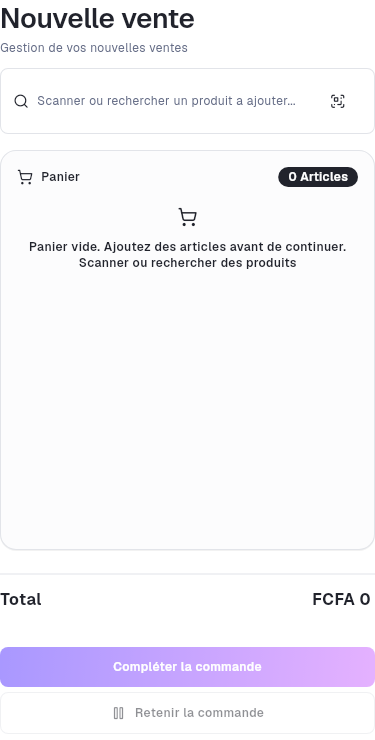 Nouvelle vente
Gestion de vos nouvelles ventes
Scanner ou rechercher un produit a ajouter...
Panier
0 Articles
Panier vide. Ajoutez des articles avant de continuer.
Scanner ou rechercher des produits
Total
FCFA 0
Compléter la commande
Retenir la commande